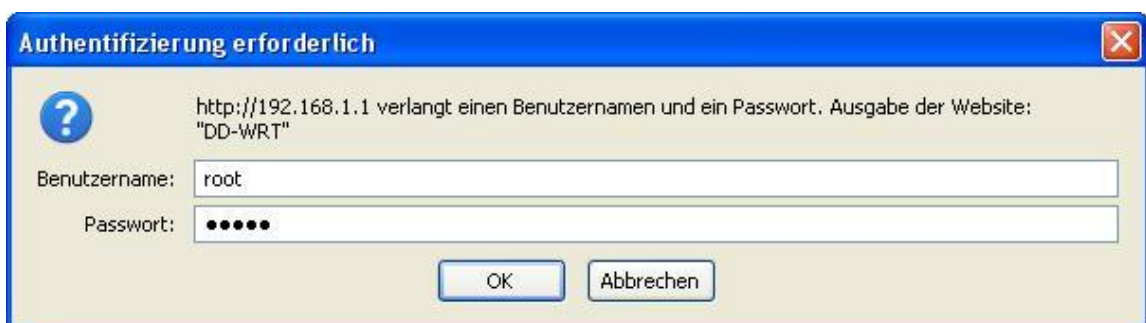 Authentifizierung erforderlich
http://192.168.1.1 verlangt einen Benutzernamen und ein Passwort. Ausgabe der Website:
"DD-WRT"
Benutzername: root
Passwort: •••••
OK Abbrechen